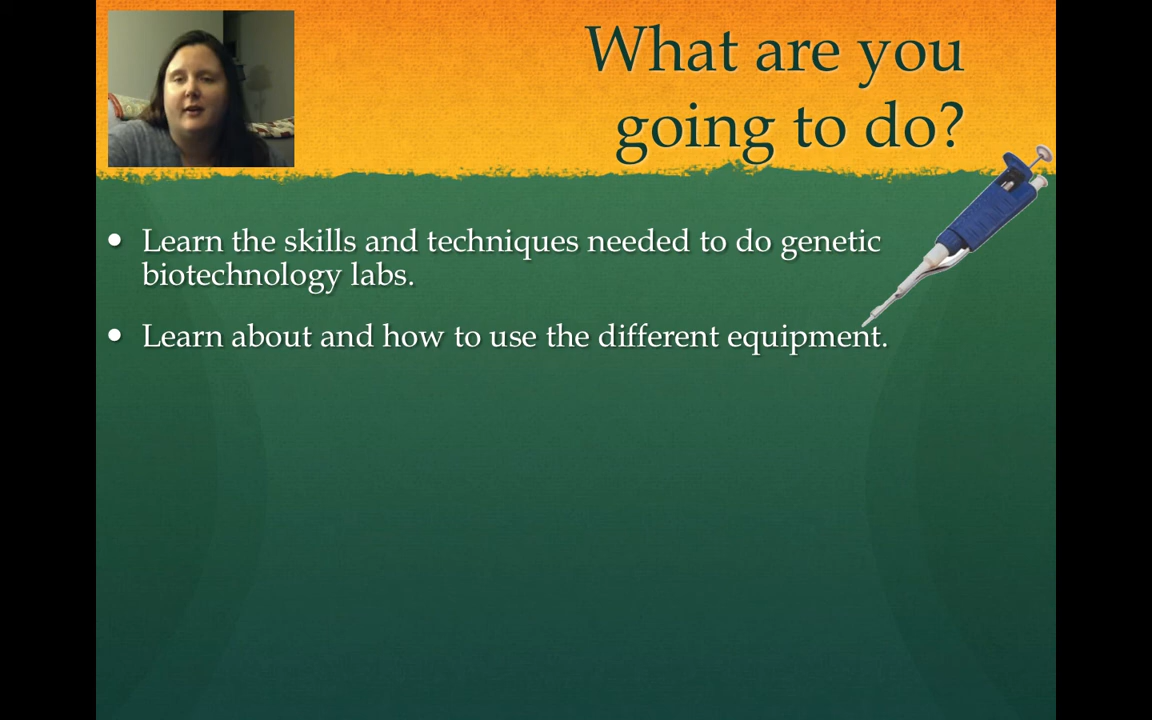 What are you
going to do?
• Learn the skills and techniques needed to do genetic
biotechnology labs.
• Learn about and how to use the different equipment.